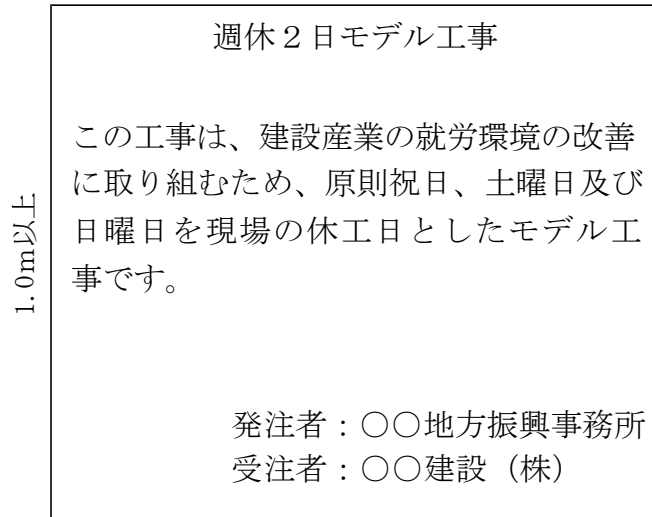 週休２日モデル工事
この工事は、建設産業の就労環境の改善
に取り組むため、原則祝日、土曜日及び
日曜日を現場の休工日としたモデル工
事です。
1.0m以上
発注者：〇〇地方振興事務所
受注者：〇〇建設（株）